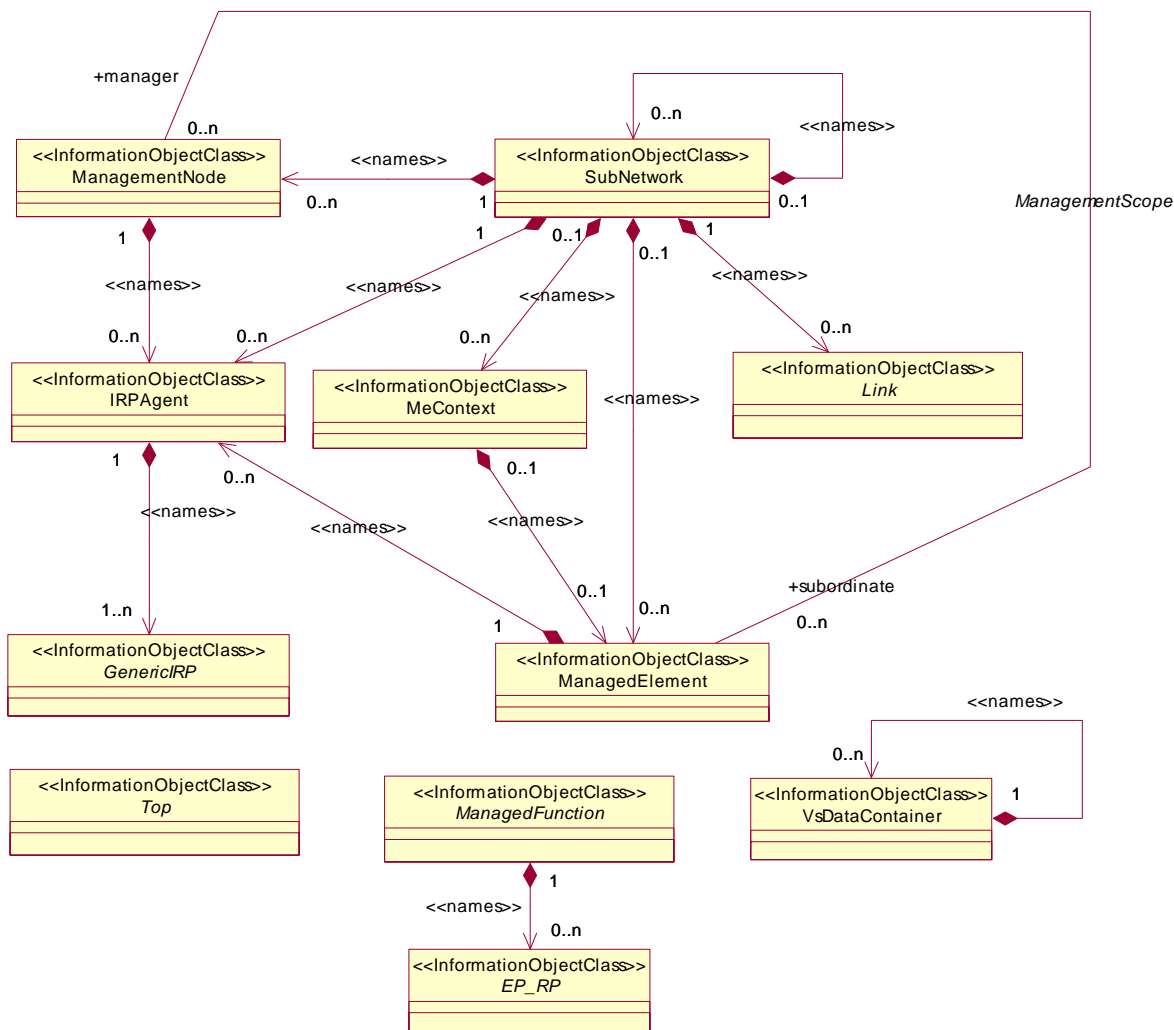 +manager
0..n
0..n
<<names>>
<<InformationObjectClass>>
ManagementNode
<<names>>
<<InformationObjectClass>>
SubNetwork
0..n
1
0..1
ManagementScope
1
1
0..1
0..1
1
<<names>>
<<names>>
<<names>>
<<names>>
0..n
0..n
0..n
0..n
<<InformationObjectClass>>
IRPAgent
<<InformationObjectClass>>
MeContext
<<InformationObjectClass>>
Link
<<names>>
1
0..n
0..1
<<names>>
<<names>>
<<names>>
+subordinate
1..n
1
0..1
0..n
0..n
<<InformationObjectClass>>
GenericIRP
<<InformationObjectClass>>
ManagedElement
<<names>>
0..n
<<InformationObjectClass>>
Top
<<InformationObjectClass>>
ManagedFunction
<<InformationObjectClass>>
VsDataContainer
1
1
<<names>>
0..n
<<InformationObjectClass>>
EP_RP